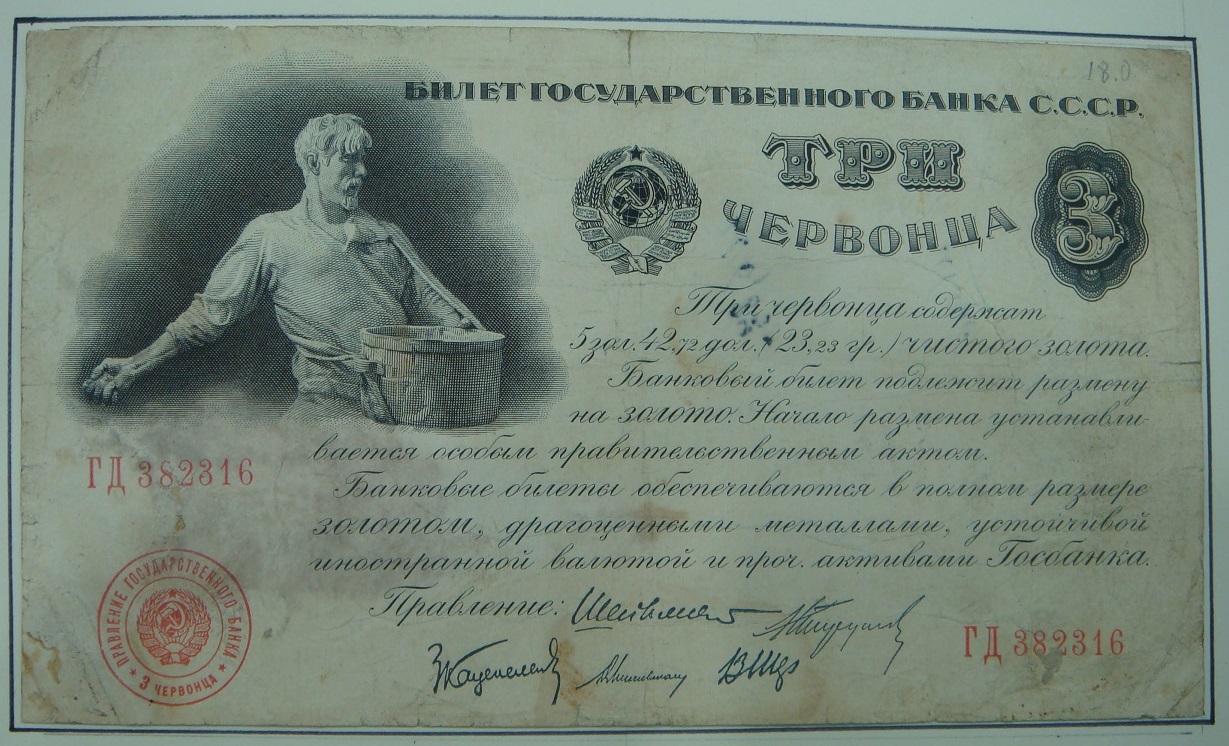 18.0
БИЛЕТ ГОСУДАРСТВЕННОГО БАНКА С.С.С.Р.
ТРИ
ЧЕРВОНЦА
3
Три червонца содержат
5 зол. 42,72 дол. (23,23 гр.) чистого золота.
Банковый билет подлежит размену
на золото. Начало размена устанавли-
вается особым правительственным актом.
Банковые билеты обеспечиваются в полном размере
золотом, драгоценными металлами, устойчивой
иностранной валютой и проч. активами Госбанка.
Правление:
ГД 382316
ПРАВЛЕНИЕ ГОСУДАРСТВЕННОГО БАНКА
3 ЧЕРВОНЦА
ГД 382316